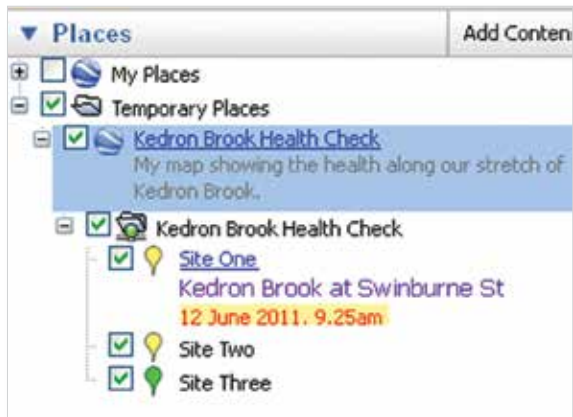 Places
Add Conten
My Places
Temporary Places
Kedron Brook Health Check
My map showing the health along our stretch of
Kedron Brook.
Kedron Brook Health Check
Site One
Kedron Brook at Swinburne St
12 June 2011. 9.25am
Site Two
Site Three